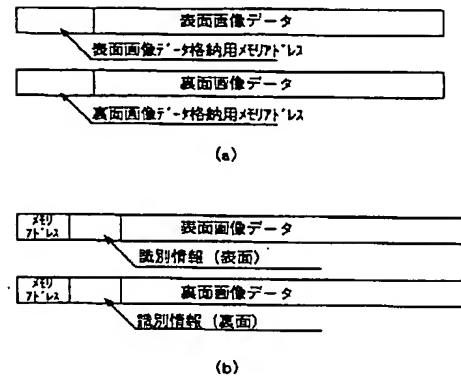 表面画像データ
表面画像ﾃﾞｰﾀ格納用ﾒﾓﾘｱﾄﾞﾚｽ
裏面画像データ
裏面画像ﾃﾞｰﾀ格納用ﾒﾓﾘｱﾄﾞﾚｽ
(a)
ﾒﾓﾘ
ｱﾄﾞﾚｽ
表面画像データ
識別情報（表面）
ﾒﾓﾘ
ｱﾄﾞﾚｽ
裏面画像データ
識別情報（裏面）
(b)